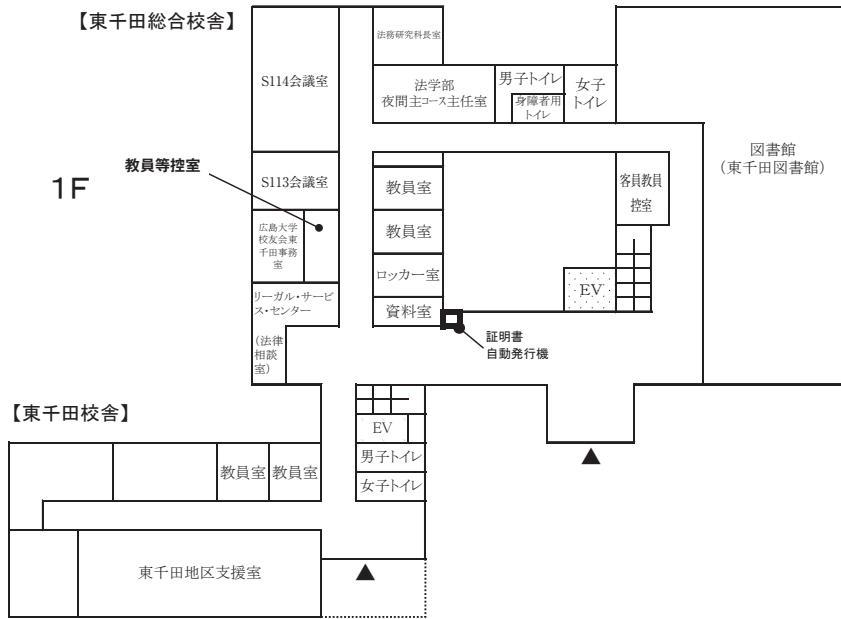 【東千田総合校舎】
1F
法務研究科長室
S114会議室
法学部
夜間主コース主任室
男子トイレ
身障者用
トイレ
女子
トイレ
図書館
(東千田図書館)
教員等控室
S113会議室
教員室
客員教員
控室
広島大学
校友会東
千田事務
室
教員室
ロッカー室
EV
リーガル・サービ
ス・センター
資料室
(法律
相談
室)
証明書
自動発行機
【東千田校舎】
EV
男子トイレ
教員室
教員室
女子トイレ
東千田地区支援室